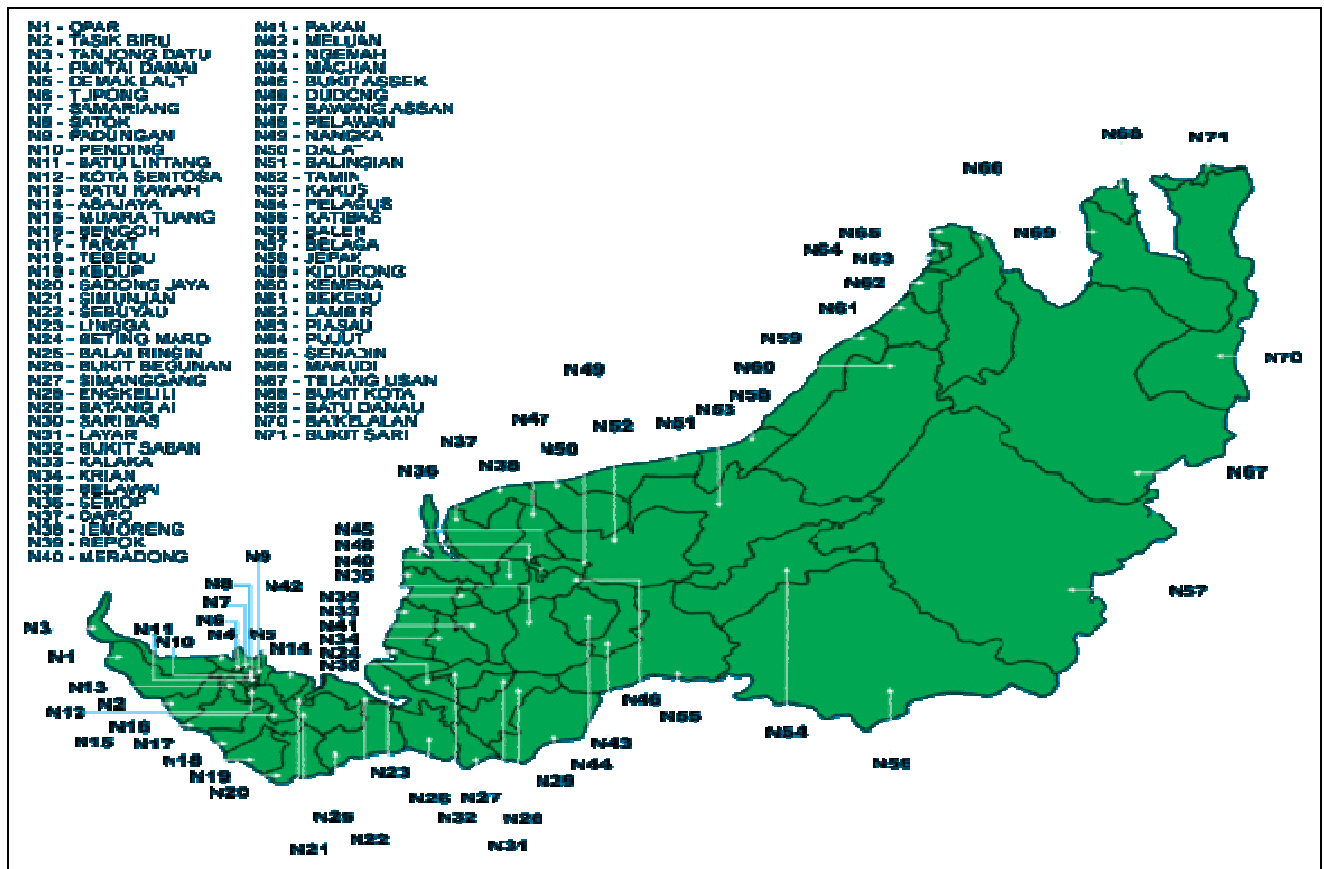 N1 - OPAR
N2 - TASIK BIRU
N3 - TANJONG DATU
N4 - PANTAI DAMAI
N5 - DEMAK LAUT
N6 - TUPONG
N7 - SAMARIANG
N8 - SATOK
N9 - PADUNGAN
N10 - PENDING
N11 - BATU LINTANG
N12 - KOTA SENTOSA
N13 - BATU KAWAH
N14 - ASAJAYA
N15 - MUARA TUANG
N16 - BENGOH
N17 - TARAT
N18 - TEBEDU
N19 - KEDUP
N20 - SADONG JAYA
N21 - SIMUNJAN
N22 - SEBUYAU
N23 - LINGGA
N24 - BETING MARO
N25 - BALAI RINGIN
N26 - BUKIT BEGUNAN
N27 - SIMANGGANG
N28 - ENGKELILI
N29 - BATANG AI
N30 - SARIBAS
N31 - LAYAR
N32 - BUKIT SABAN
N33 - KALAKA
N34 - KRIAN
N35 - BELAWAI
N36 - SEMOP
N37 - DARO
N38 - JEMORENG
N39 - REPOK
N40 - MERADONG
N41 - PAKAN
N42 - MELUAN
N43 - NGEMAH
N44 - MACHAN
N45 - BUKIT ASSEK
N46 - DUDONG
N47 - BAWANG ASSAN
N48 - PELAWAN
N49 - NANGKA
N50 - DALAT
N51 - BALINGIAN
N52 - TAMIN
N53 - KAKUS
N54 - PELAGUS
N55 - KATIBAS
N56 - BALEH
N57 - BELAGA
N58 - JEPAK
N59 - KIDURONG
N60 - KEMENA
N61 - BEKENU
N62 - LAMBIR
N63 - PIASAU
N64 - PUJUT
N65 - SENADIN
N66 - MARUDI
N67 - TELANG USAN
N68 - BUKIT KOTA
N69 - BATU DANAU
N70 - BA'KELALAN
N71 - BUKIT SARI
N68
N71
N66
N65
N69
N64
N63
N62
N61
N59
N70
N60
N49
N58
N47
N53
N52
N51
N37
N50
N38
N36
N67
N45
N48
N40
N35
N9
N8
N42
N57
N7
N39
N33
N6
N41
N3
N11
N10
N4
N5
N34
N14
N24
N1
N30
N13
N2
N12
N46
N55
N16
N54
N15
N17
N43
N18
N44
N56
N19
N23
N29
N20
N26
N27
N25
N32
N28
N22
N21
N31